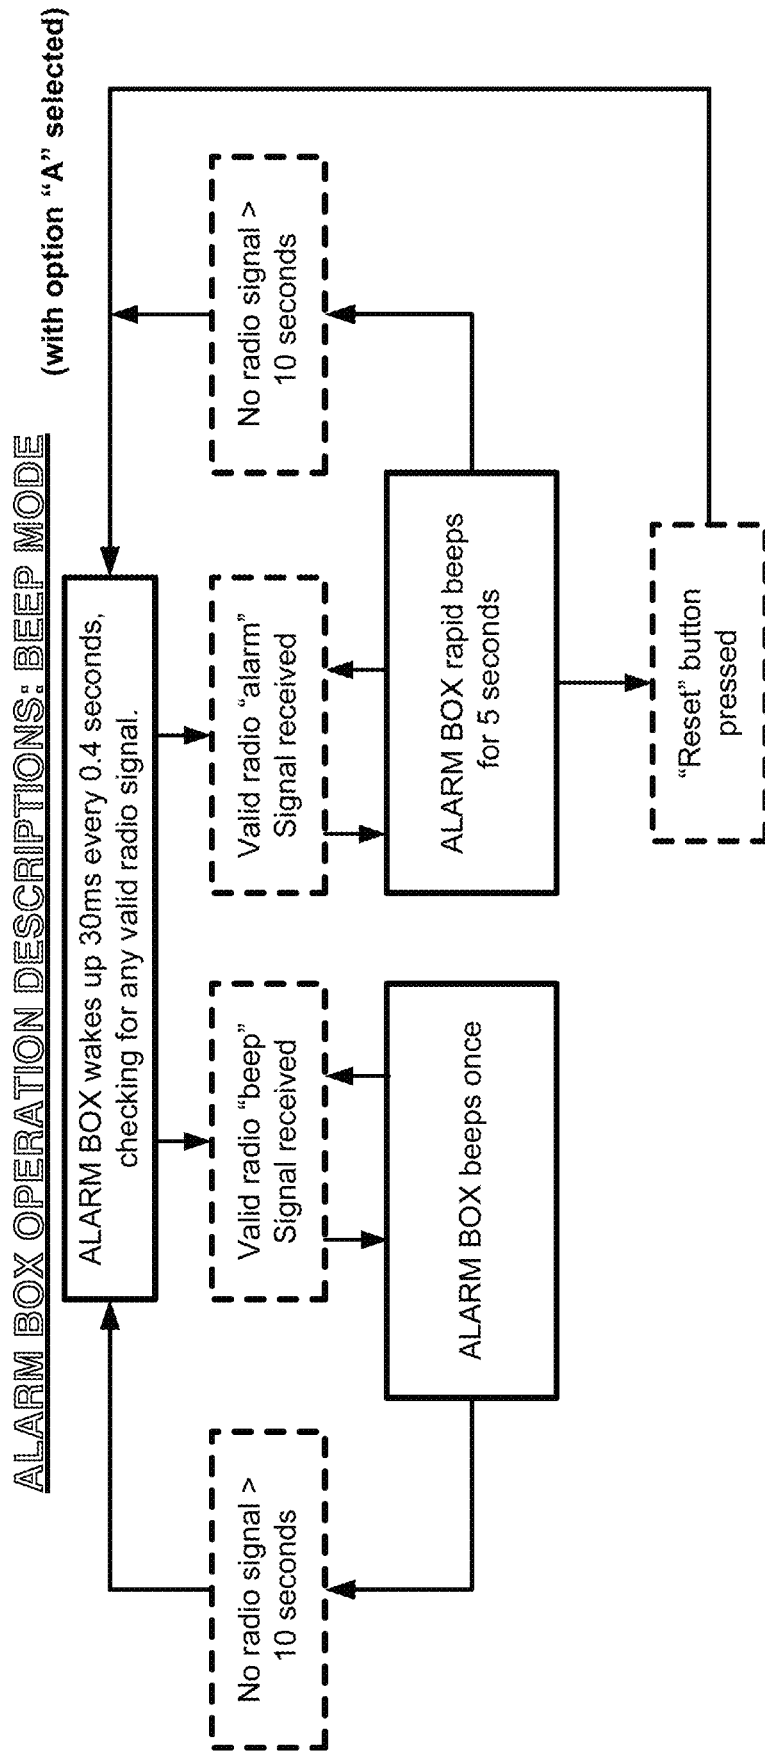 ALARM BOX OPERATION DESCRIPTIONS: BEEP MODE
(with option “A” selected)
ALARM BOX wakes up 30ms every 0.4 seconds,
checking for any valid radio signal.
No radio signal >
10 seconds
Valid radio “beep”
Signal received
Valid radio “alarm”
Signal received
No radio signal >
10 seconds
ALARM BOX beeps once
ALARM BOX rapid beeps
for 5 seconds
“Reset” button
pressed